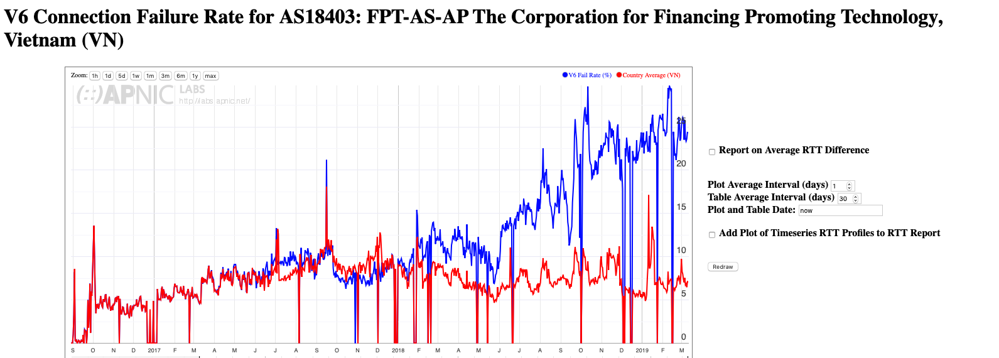 V6 Connection Failure Rate for AS18403: FPT-AS-AP The Corporation for Financing Promoting Technology,
Vietnam (VN)
Zoom: 1h 1d 5d 1w 1m 3m 6m 1y max
V6 Fail Rate (%) Country Average (VN)
(::) APNIC LABS
http://labs.apnic.net/
25
20
15
10
5
0
S O N D 2017 F M A M J J A S O N D 2018 F M A M J J A S O N D 2019 F M
Report on Average RTT Difference
Plot Average Interval (days) 1
Table Average Interval (days) 30
Plot and Table Date: now
Add Plot of Timeseries RTT Profiles to RTT Report
Redraw